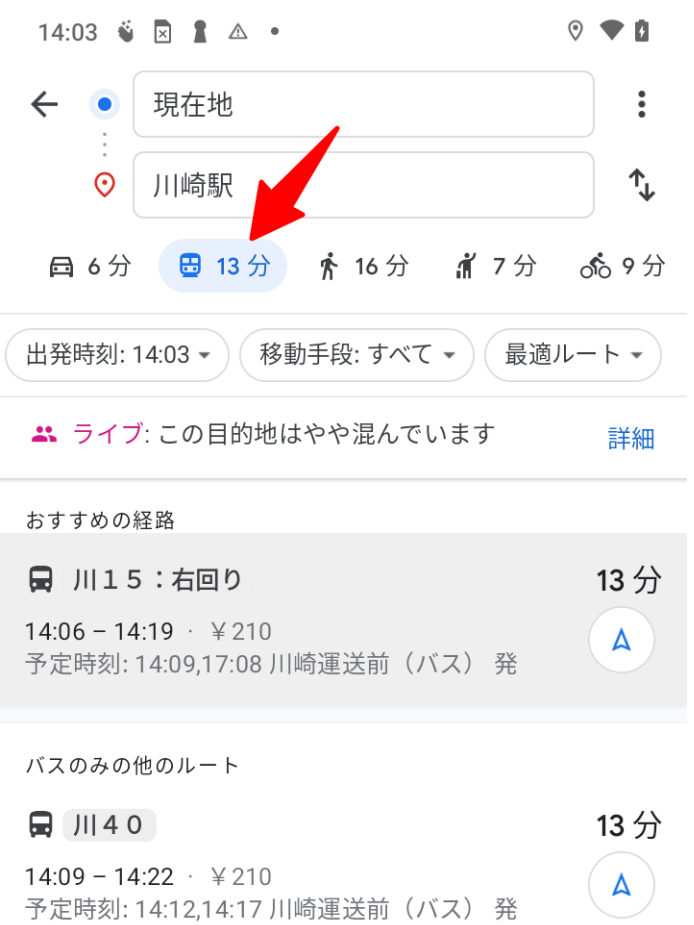 14:03
現在地
川崎駅
6 分 13 分 16 分 7 分 9 分
出発時刻: 14:03 移動手段: すべて 最適ルート
ライブ: この目的地はやや混んでいます 詳細
おすすめの経路
川１５：右回り 13 分
14:06 – 14:19 · ￥210
予定時刻: 14:09,17:08 川崎運送前（バス） 発
バスのみの他のルート
川４０ 13 分
14:09 – 14:22 · ￥210
予定時刻: 14:12,14:17 川崎運送前（バス） 発